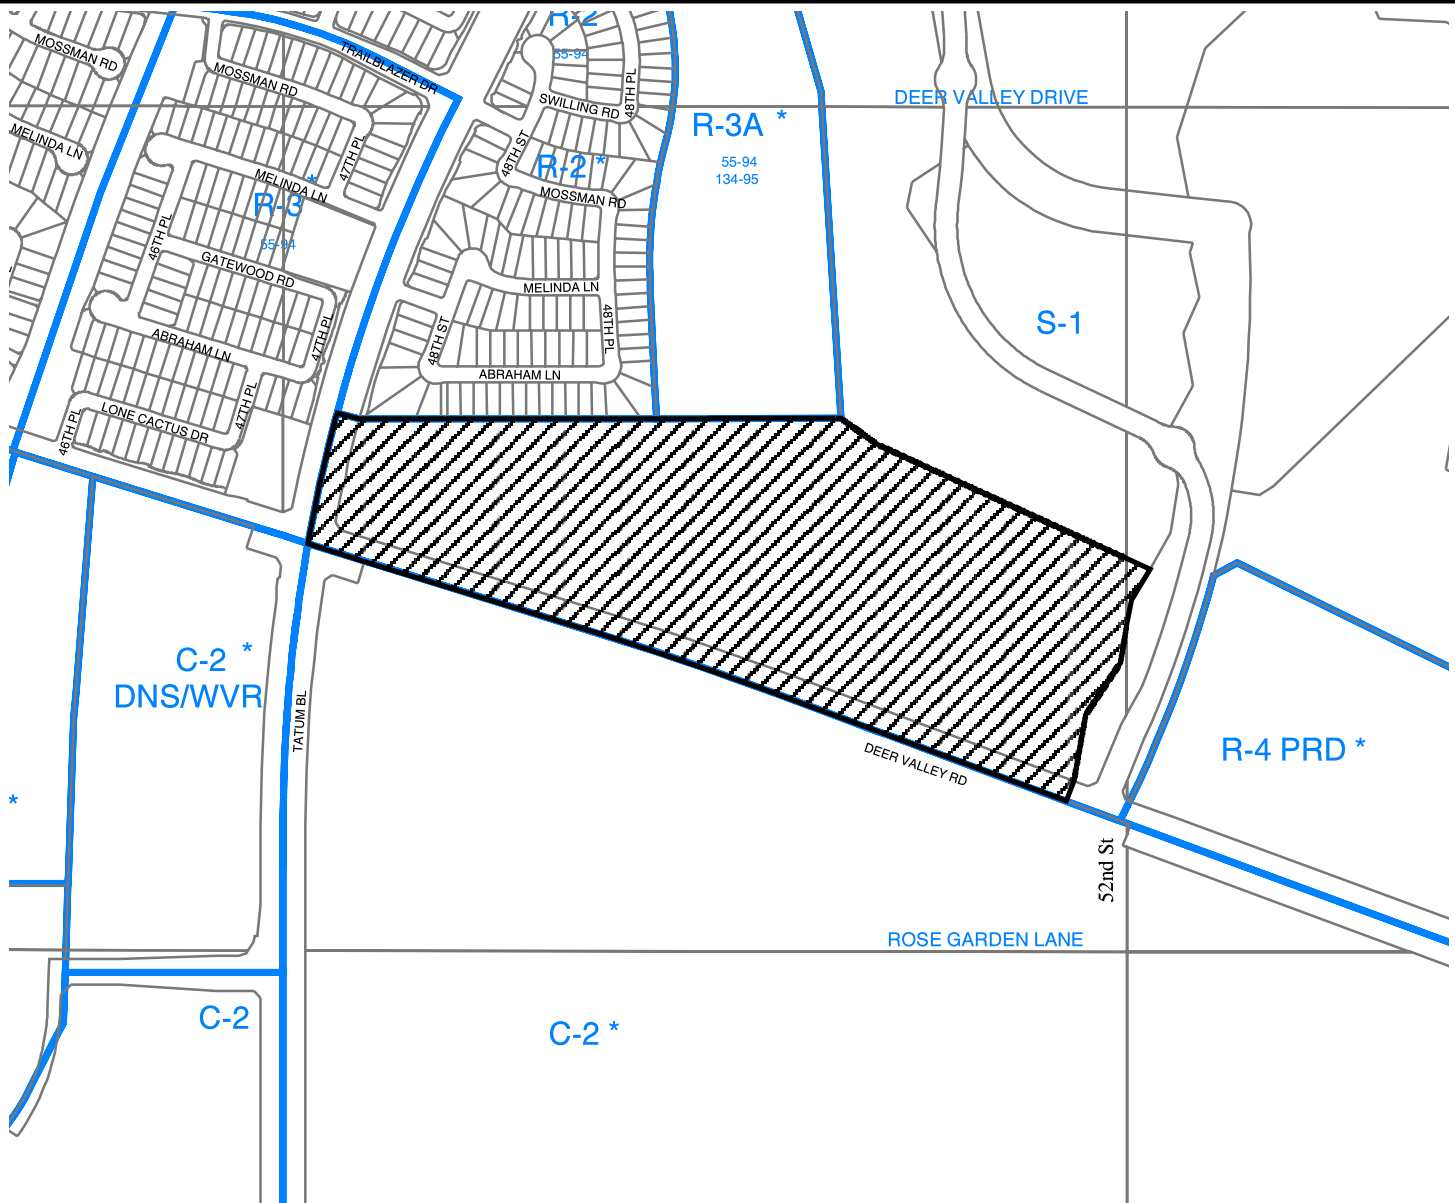 R-2
55-94
MOSSMAN RD
TRAILBLAZER DR
MOSSMAN RD
SWILLING RD
48TH PL
DEER VALLEY DRIVE
R-3A *
55-94
134-95
MELINDA LN
47TH PL
48TH ST
R-2 *
MELINDA LN
*
R-3
55-94
MOSSMAN RD
46TH PL
GATEWOOD RD
MELINDA LN
S-1
ABRAHAM LN
47TH PL
48TH ST
48TH PL
ABRAHAM LN
46TH PL
LONE CACTUS DR
47TH PL
C-2 *
DNS/WVR
TATUM BL
DEER VALLEY RD
R-4 PRD *
*
52nd St
ROSE GARDEN LANE
C-2
C-2 *